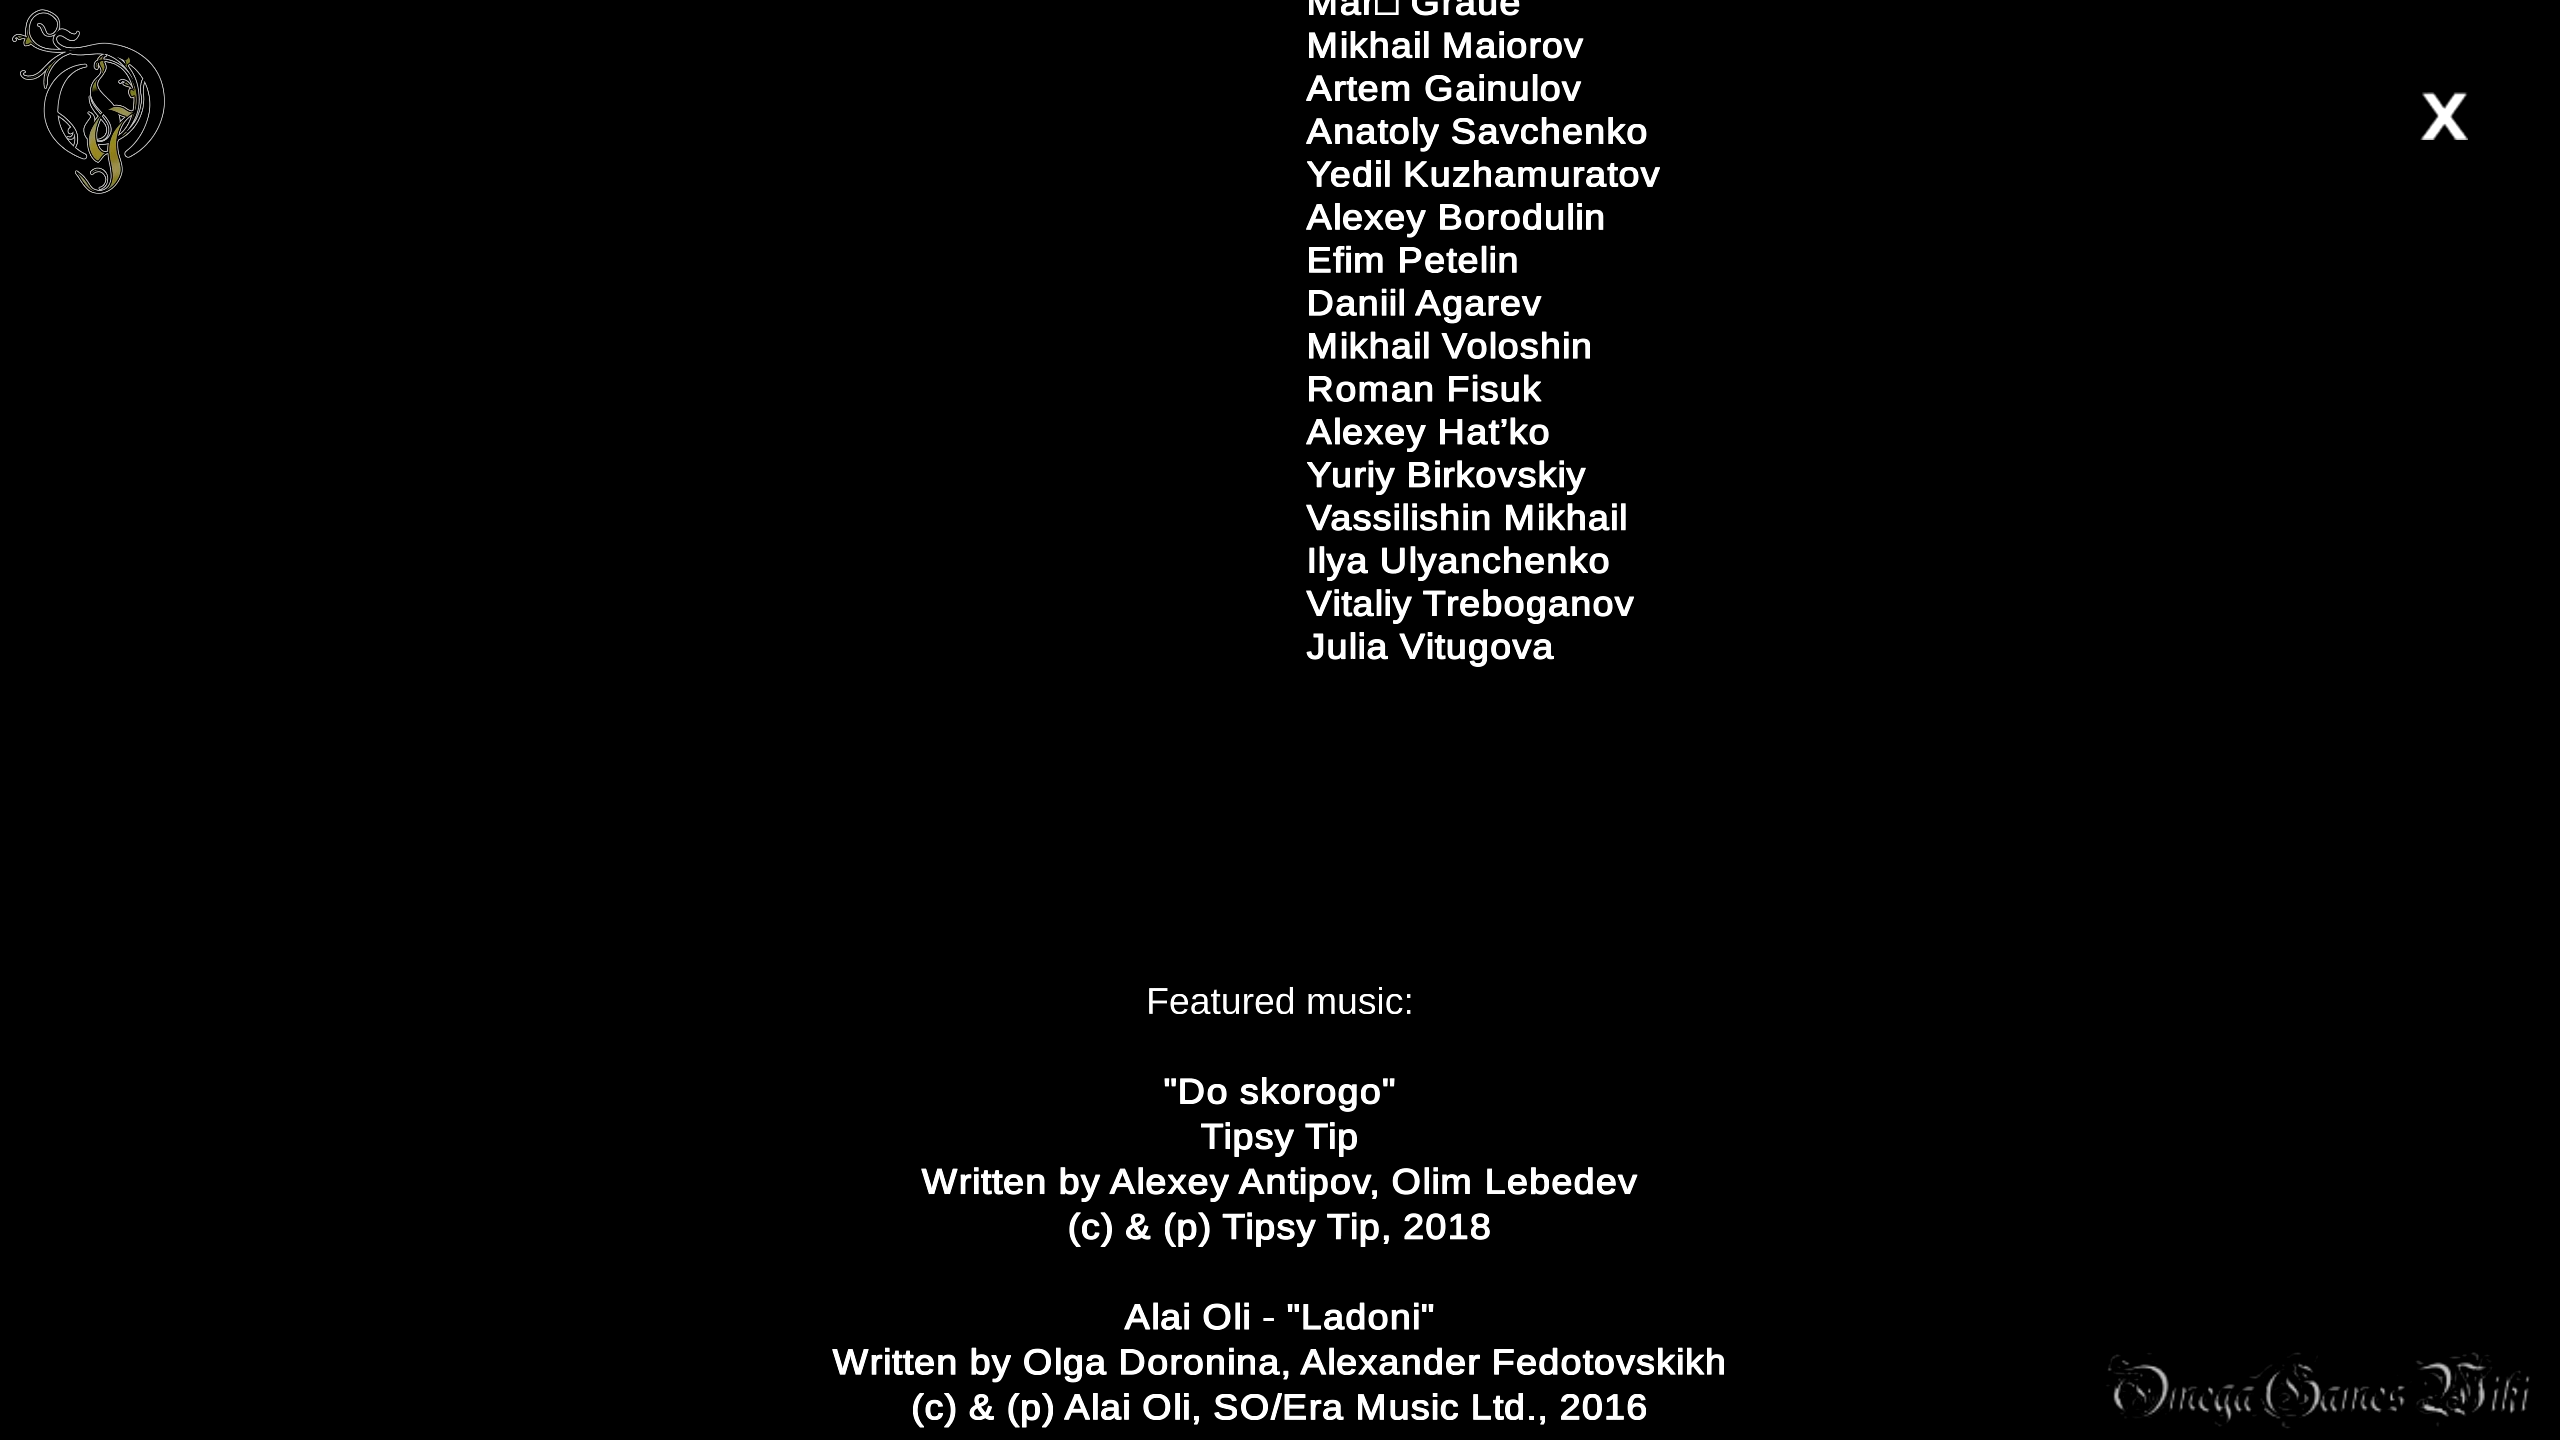 Mar□ Graue
Mikhail Maiorov
Artem Gainulov
X
Anatoly Savchenko
Yedil Kuzhamuratov
Alexey Borodulin
Efim Petelin
Daniil Agarev
Mikhail Voloshin
Roman Fisuk
Alexey Hat’ko
Yuriy Birkovskiy
Vassilishin Mikhail
Ilya Ulyanchenko
Vitaliy Treboganov
Julia Vitugova
Featured music:
"Do skorogo"
Tipsy Tip
Written by Alexey Antipov, Olim Lebedev
(c) & (p) Tipsy Tip, 2018
Alai Oli - "Ladoni"
Written by Olga Doronina, Alexander Fedotovskikh
(c) & (p) Alai Oli, SO/Era Music Ltd., 2016
Omega Games Wiki